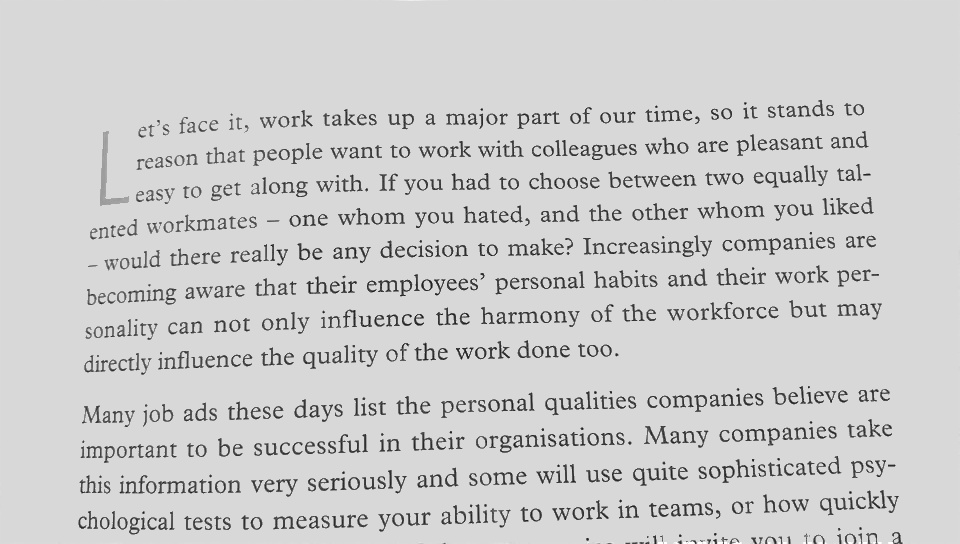 Let's face it, work takes up a major part of our time, so it stands to
reason that people want to work with colleagues who are pleasant and
easy to get along with. If you had to choose between two equally tal-
ented workmates – one whom you hated, and the other whom you liked
– would there really be any decision to make? Increasingly companies are
becoming aware that their employees' personal habits and their work per-
sonality can not only influence the harmony of the workforce but may
directly influence the quality of the work done too.
Many job ads these days list the personal qualities companies believe are
important to be successful in their organisations. Many companies take
this information very seriously and some will use quite sophisticated psy-
chological tests to measure your ability to work in teams, or how quickly
will invite you to join a